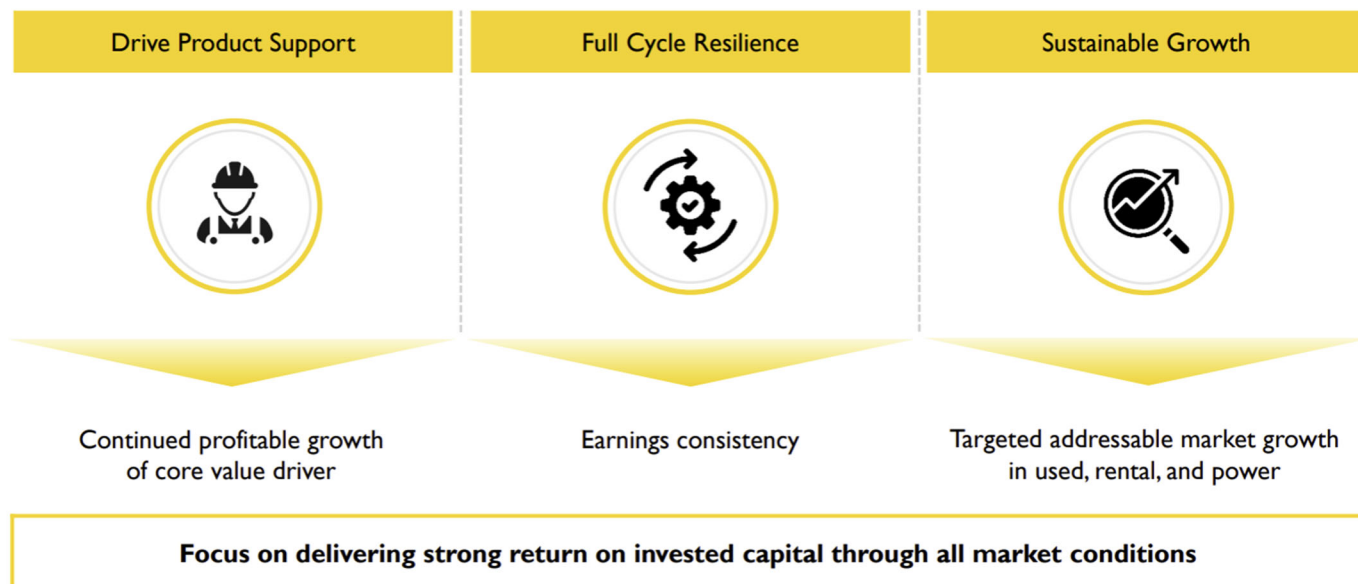 Drive Product Support
Full Cycle Resilience
Sustainable Growth
Continued profitable growth
of core value driver
Earnings consistency
Targeted addressable market growth
in used, rental, and power
Focus on delivering strong return on invested capital through all market conditions